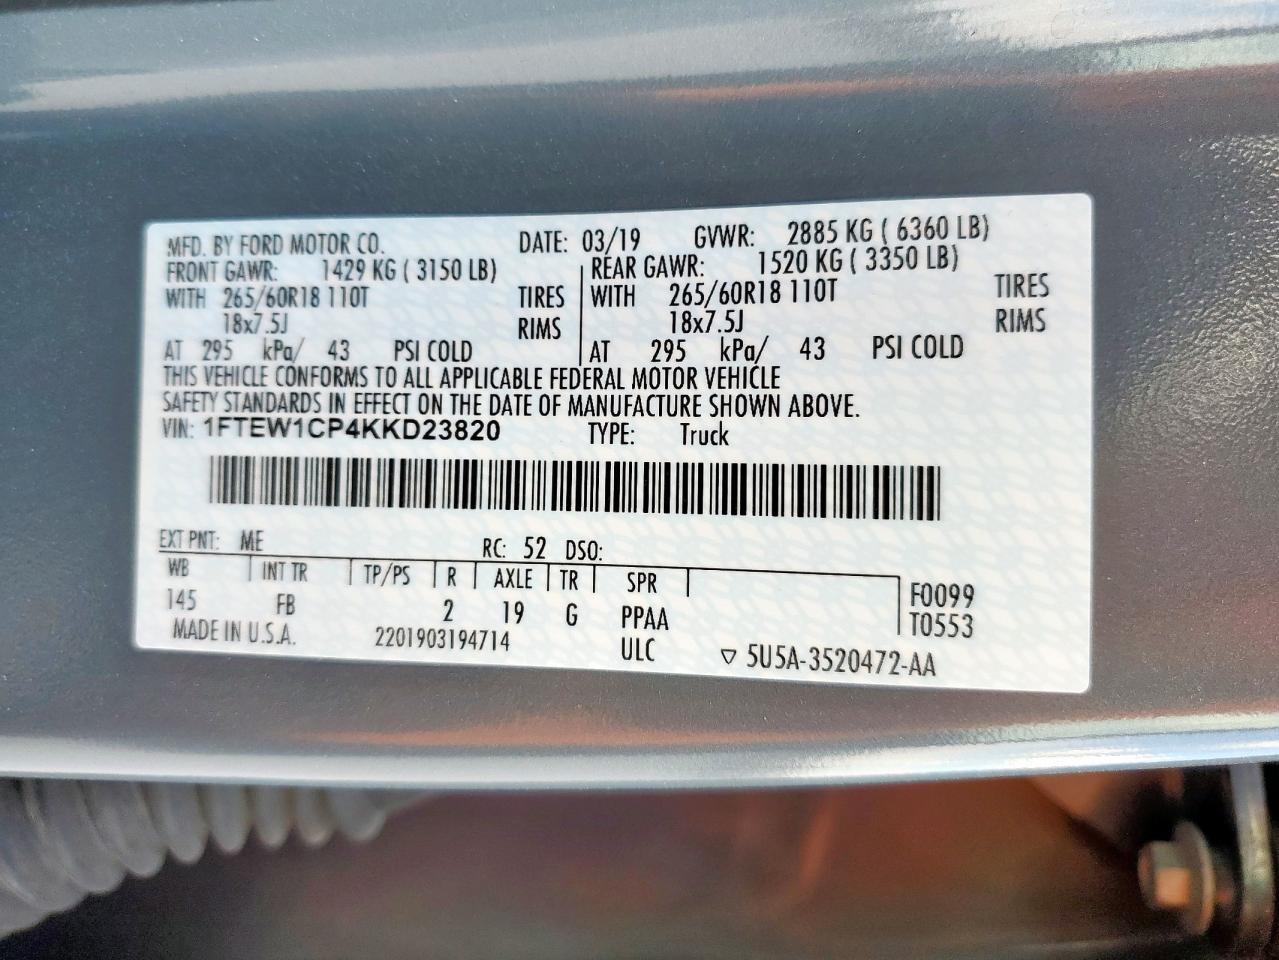 MFD. BY FORD MOTOR CO. DATE: 03/19 GVWR: 2885 KG ( 6360 LB)
FRONT GAWR: 1429 KG ( 3150 LB) REAR GAWR: 1520 KG ( 3350 LB)
WITH 265/60R18 110T TIRES WITH 265/60R18 110T TIRES
18x7.5J RIMS 18x7.5J RIMS
AT 295 kPa/ 43 PSI COLD AT 295 kPa/ 43 PSI COLD
THIS VEHICLE CONFORMS TO ALL APPLICABLE FEDERAL MOTOR VEHICLE
SAFETY STANDARDS IN EFFECT ON THE DATE OF MANUFACTURE SHOWN ABOVE.
VIN: 1FTEW1CP4KKD23820 TYPE: Truck
EXT PNT: ME RC: 52 DSO:
WB INT TR TP/PS R AXLE TR SPR F0099
145 FB 2 19 G PPAA T0553
MADE IN U.S.A. 2201903194714 ULC ▽ 5U5A-3520472-AA